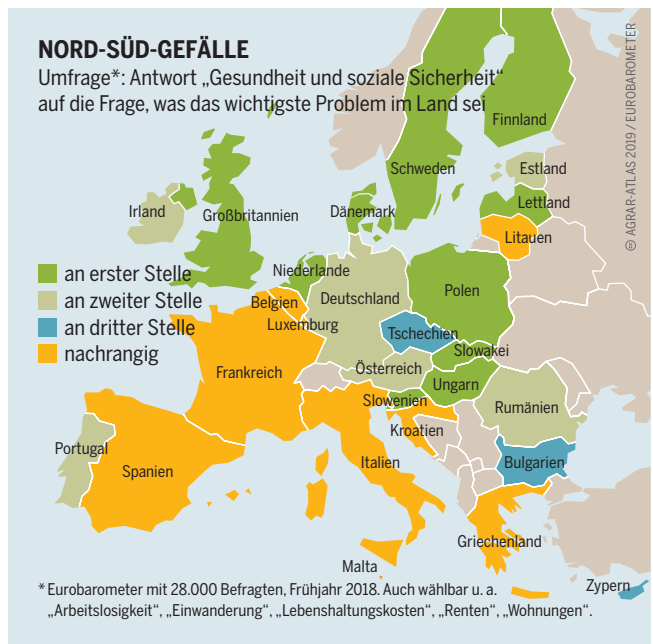 NORD-SÜD-GEFÄLLE
Umfrage*: Antwort „Gesundheit und soziale Sicherheit“
auf die Frage, was das wichtigste Problem im Land sei
© AGRAR-ATLAS 2019 / EUROBAROMETER
Finnland
Schweden
Estland
Lettland
Irland
Großbritannien
Dänemark
Litauen
an erster Stelle
an zweiter Stelle
an dritter Stelle
nachrangig
Niederlande
Belgien
Deutschland
Polen
Luxemburg
Tschechien
Slowakei
Frankreich
Österreich
Ungarn
Slowenien
Rumänien
Kroatien
Portugal
Spanien
Italien
Bulgarien
Griechenland
Malta
Zypern
* Eurobarometer mit 28.000 Befragten, Frühjahr 2018. Auch wählbar u. a.
„Arbeitslosigkeit“, „Einwanderung“, „Lebenshaltungskosten“, „Renten“, „Wohnungen“.